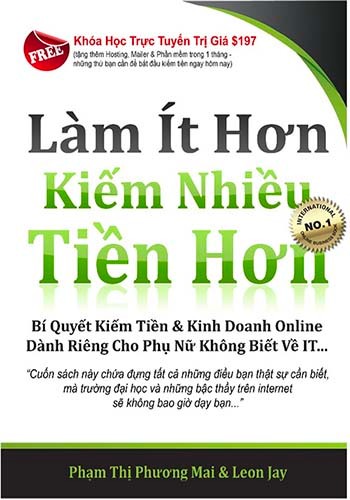 FREE
Khóa Học Trực Tuyến Trị Giá $197
(tặng thêm Hosting, Mailer & Phần mềm trong 1 tháng -
những thứ bạn cần để bắt đầu kiếm tiền ngay hôm nay)
Làm Ít Hơn
Kiếm Nhiều
Tiền Hơn
INTERNATIONAL
NO.1
ONLINE BUSINESS
Bí Quyết Kiếm Tiền & Kinh Doanh Online
Dành Riêng Cho Phụ Nữ Không Biết Về IT...
“Cuốn sách này chứa đựng tất cả những điều bạn thật sự cần biết,
mà trường đại học và những bậc thầy trên internet
sẽ không bao giờ dạy bạn...”
Phạm Thị Phương Mai & Leon Jay